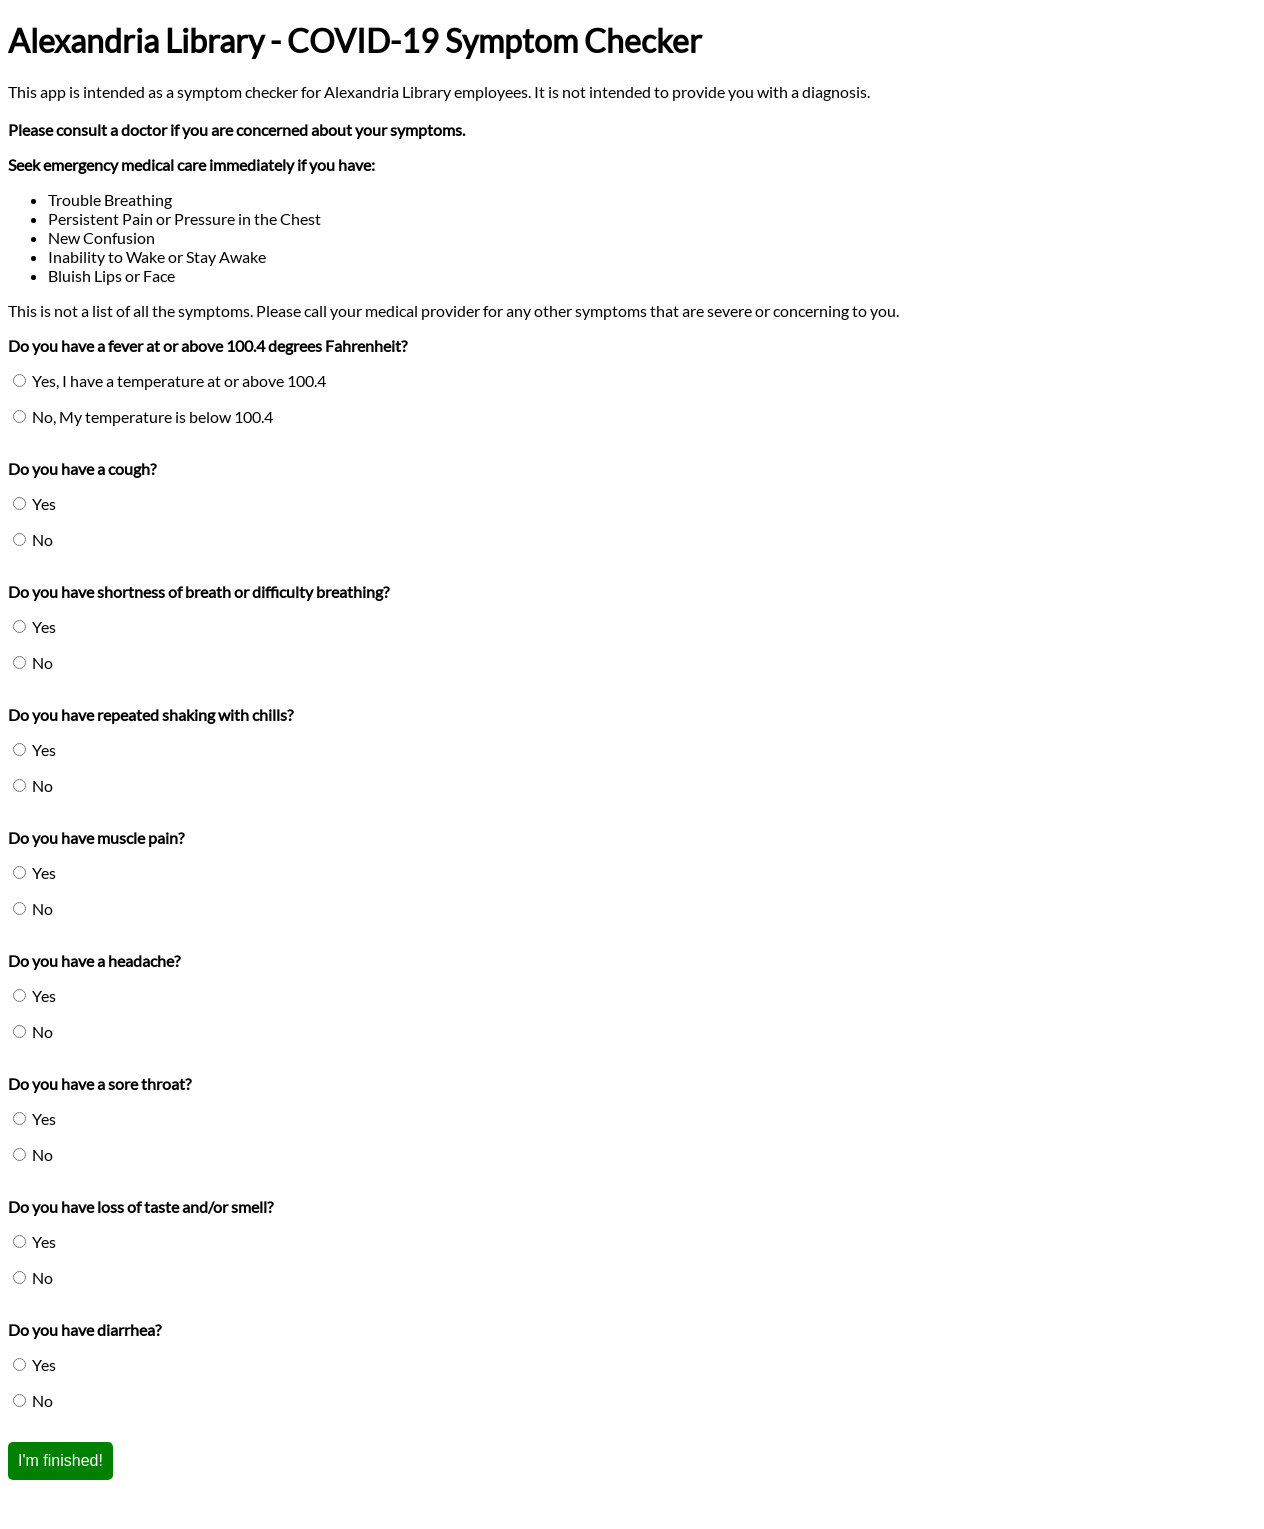 Alexandria Library - COVID-19 Symptom Checker
This app is intended as a symptom checker for Alexandria Library employees. It is not intended to provide you with a diagnosis.
Please consult a doctor if you are concerned about your symptoms.
Seek emergency medical care immediately if you have:
Trouble Breathing
Persistent Pain or Pressure in the Chest
New Confusion
Inability to Wake or Stay Awake
Bluish Lips or Face
This is not a list of all the symptoms. Please call your medical provider for any other symptoms that are severe or concerning to you.
Do you have a fever at or above 100.4 degrees Fahrenheit?
Yes, I have a temperature at or above 100.4
No, My temperature is below 100.4
Do you have a cough?
Yes
No
Do you have shortness of breath or difficulty breathing?
Yes
No
Do you have repeated shaking with chills?
Yes
No
Do you have muscle pain?
Yes
No
Do you have a headache?
Yes
No
Do you have a sore throat?
Yes
No
Do you have loss of taste and/or smell?
Yes
No
Do you have diarrhea?
Yes
No
I'm finished!